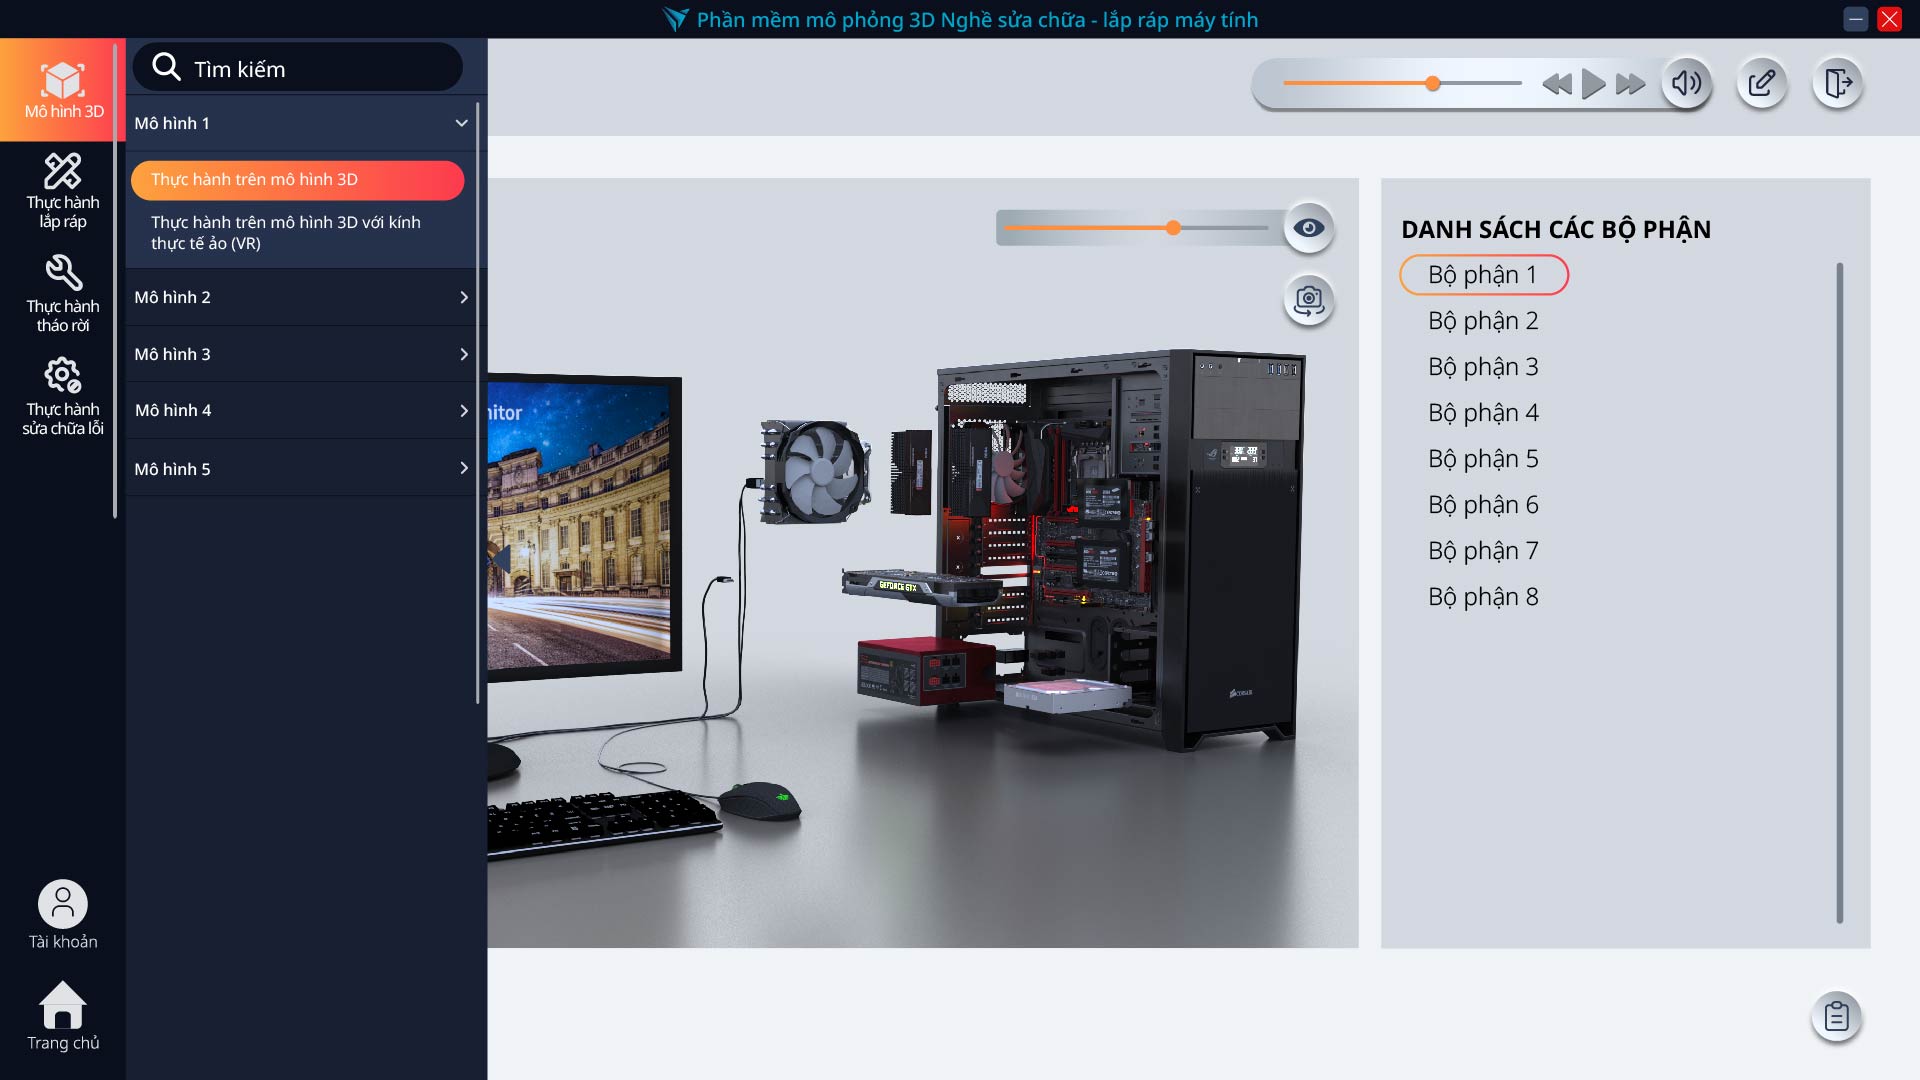 Phần mềm mô phỏng 3D Nghề sửa chữa - lắp ráp máy tính
Mô hình 3D
Thực hành
lắp ráp
Thực hành
tháo rời
Thực hành
sửa chữa lỗi
Tài khoản
Trang chủ
Tìm kiếm
Mô hình 1
Thực hành trên mô hình 3D
Thực hành trên mô hình 3D với kính
thực tế ảo (VR)
Mô hình 2
Mô hình 3
Mô hình 4
Mô hình 5
nitor
GEFORCE GTX
CORSAIR
DANH SÁCH CÁC BỘ PHẬN
Bộ phận 1
Bộ phận 2
Bộ phận 3
Bộ phận 4
Bộ phận 5
Bộ phận 6
Bộ phận 7
Bộ phận 8